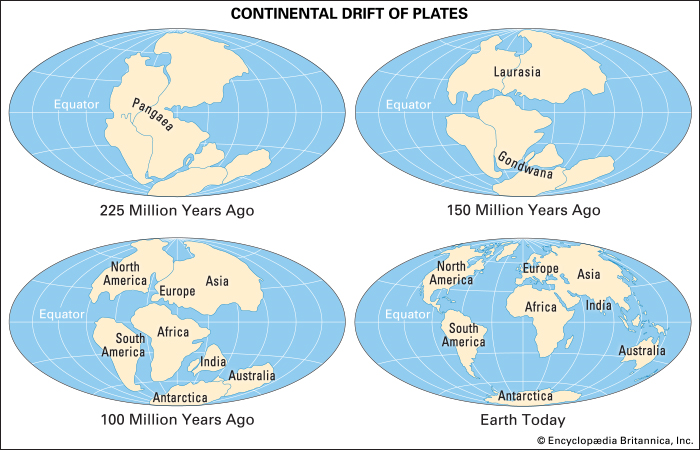 CONTINENTAL DRIFT OF PLATES
Equator
Pangaea
225 Million Years Ago
Laurasia
Equator
Gondwana
150 Million Years Ago
North
America
Europe
Asia
Equator
South
America
Africa
India
Australia
Antarctica
100 Million Years Ago
North
America
Europe
Asia
India
Equator
Africa
South
America
Australia
Antarctica
Earth Today
© Encyclopædia Britannica, Inc.